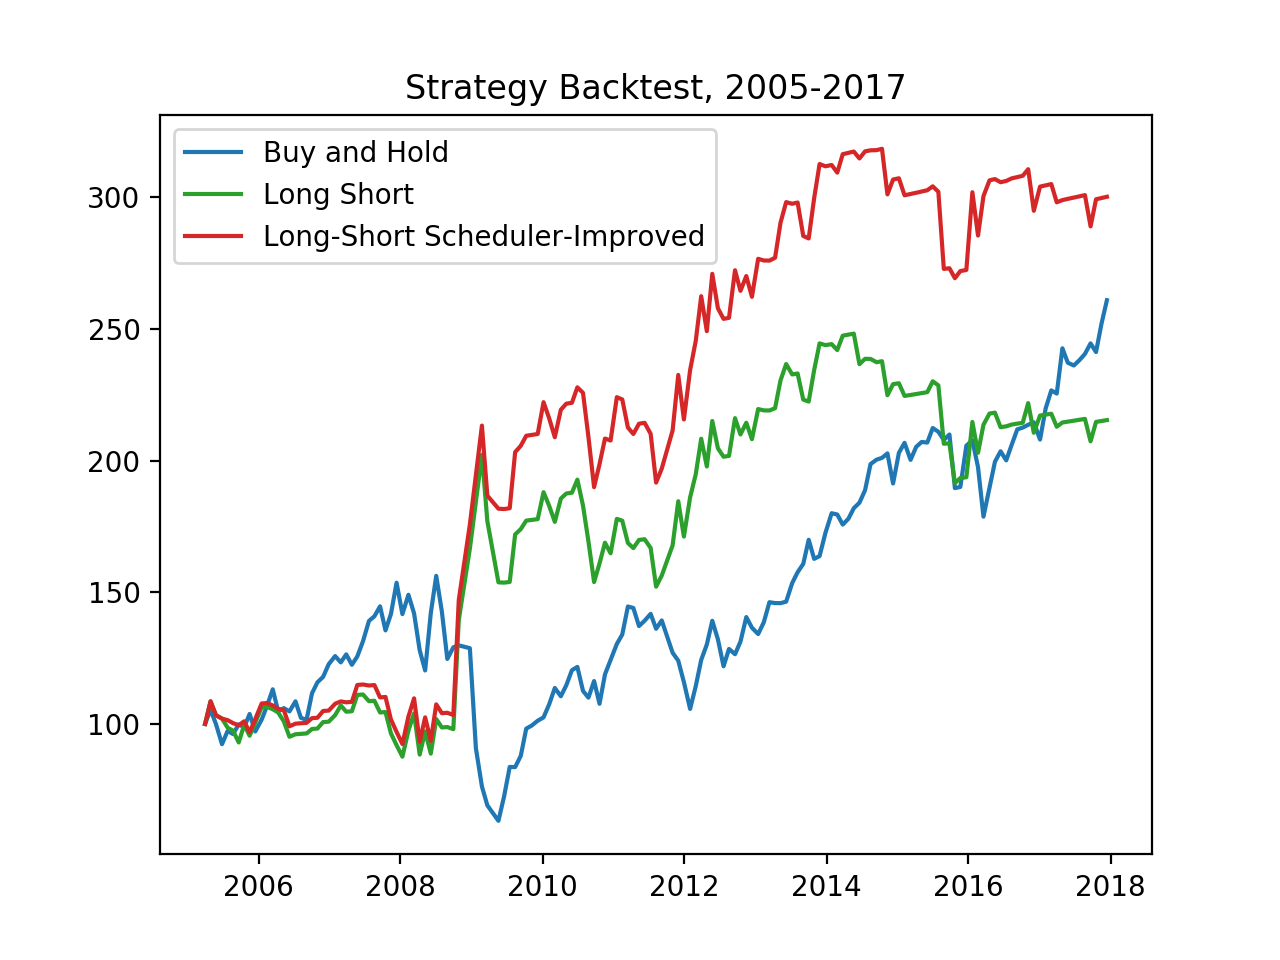 Strategy Backtest, 2005-2017
Buy and Hold
Long Short
Long-Short Scheduler-Improved
300
250
200
150
100
2006 2008 2010 2012 2014 2016 2018